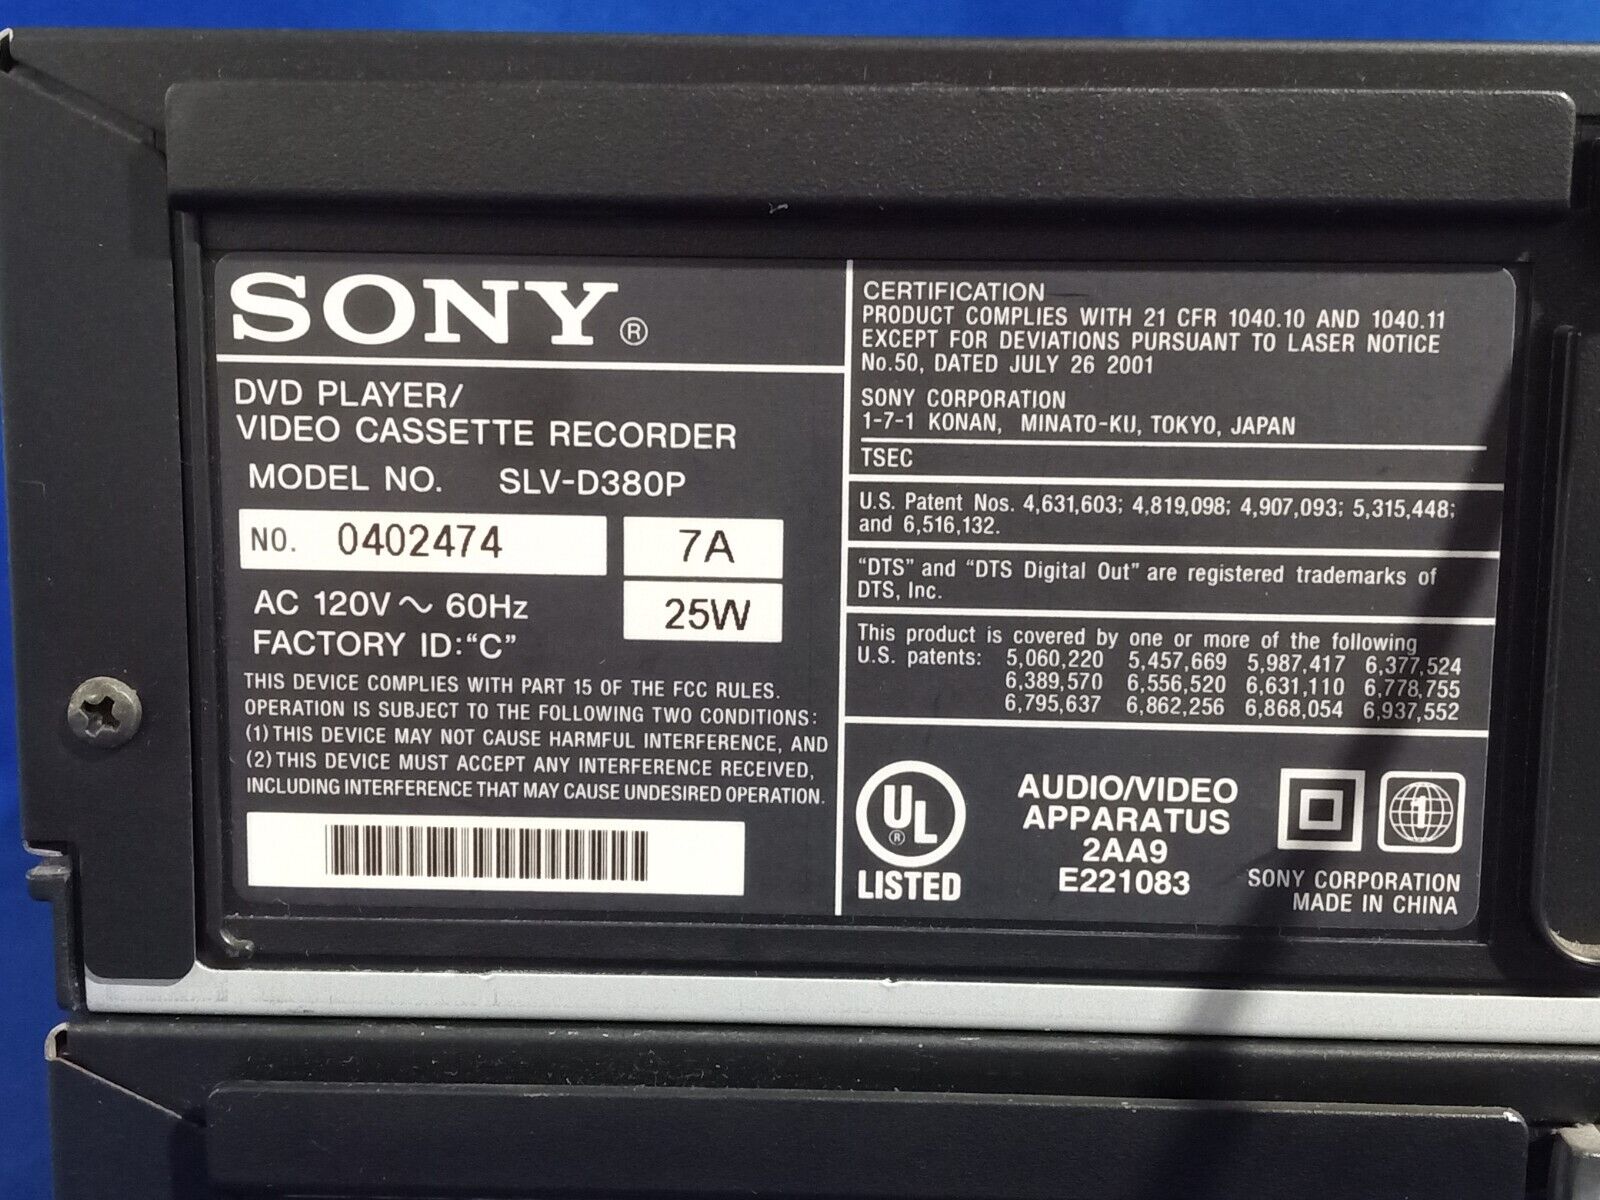 SONY®
DVD PLAYER/
VIDEO CASSETTE RECORDER
MODEL NO. SLV-D380P
NO. 0402474
7A
AC 120V ~ 60Hz
25W
FACTORY ID:“C”
THIS DEVICE COMPLIES WITH PART 15 OF THE FCC RULES.
OPERATION IS SUBJECT TO THE FOLLOWING TWO CONDITIONS:
(1) THIS DEVICE MAY NOT CAUSE HARMFUL INTERFERENCE, AND
(2) THIS DEVICE MUST ACCEPT ANY INTERFERENCE RECEIVED,
INCLUDING INTERFERENCE THAT MAY CAUSE UNDESIRED OPERATION.
CERTIFICATION
PRODUCT COMPLIES WITH 21 CFR 1040.10 AND 1040.11
EXCEPT FOR DEVIATIONS PURSUANT TO LASER NOTICE
No.50, DATED JULY 26 2001
SONY CORPORATION
1-7-1 KONAN, MINATO-KU, TOKYO, JAPAN
TSEC
U.S. Patent Nos. 4,631,603; 4,819,098; 4,907,093; 5,315,448;
and 6,516,132.
“DTS” and “DTS Digital Out” are registered trademarks of
DTS, Inc.
This product is covered by one or more of the following
U.S. patents: 5,060,220 5,457,669 5,987,417 6,377,524
6,389,570 6,556,520 6,631,110 6,778,755
6,795,637 6,862,256 6,868,054 6,937,552
UL®
LISTED
AUDIO/VIDEO
APPARATUS
2AA9
E221083
1
SONY CORPORATION
MADE IN CHINA